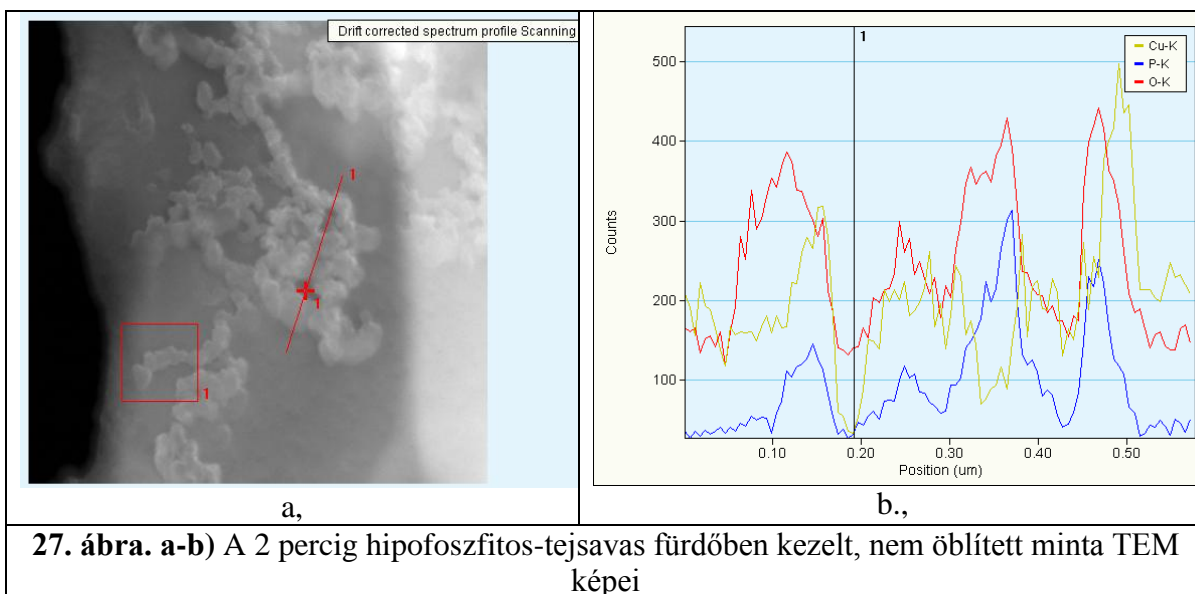 Drift corrected spectrum profile Scanning
1
1
1
a,
1
Cu-K
P-K
O-K
500
400
300
200
100
Counts
0.10 0.20 0.30 0.40 0.50
Position (um)
b.,
27. ábra. a-b) A 2 percig hipofoszfitos-tejsavas fürdőben kezelt, nem öblített minta TEM
képei